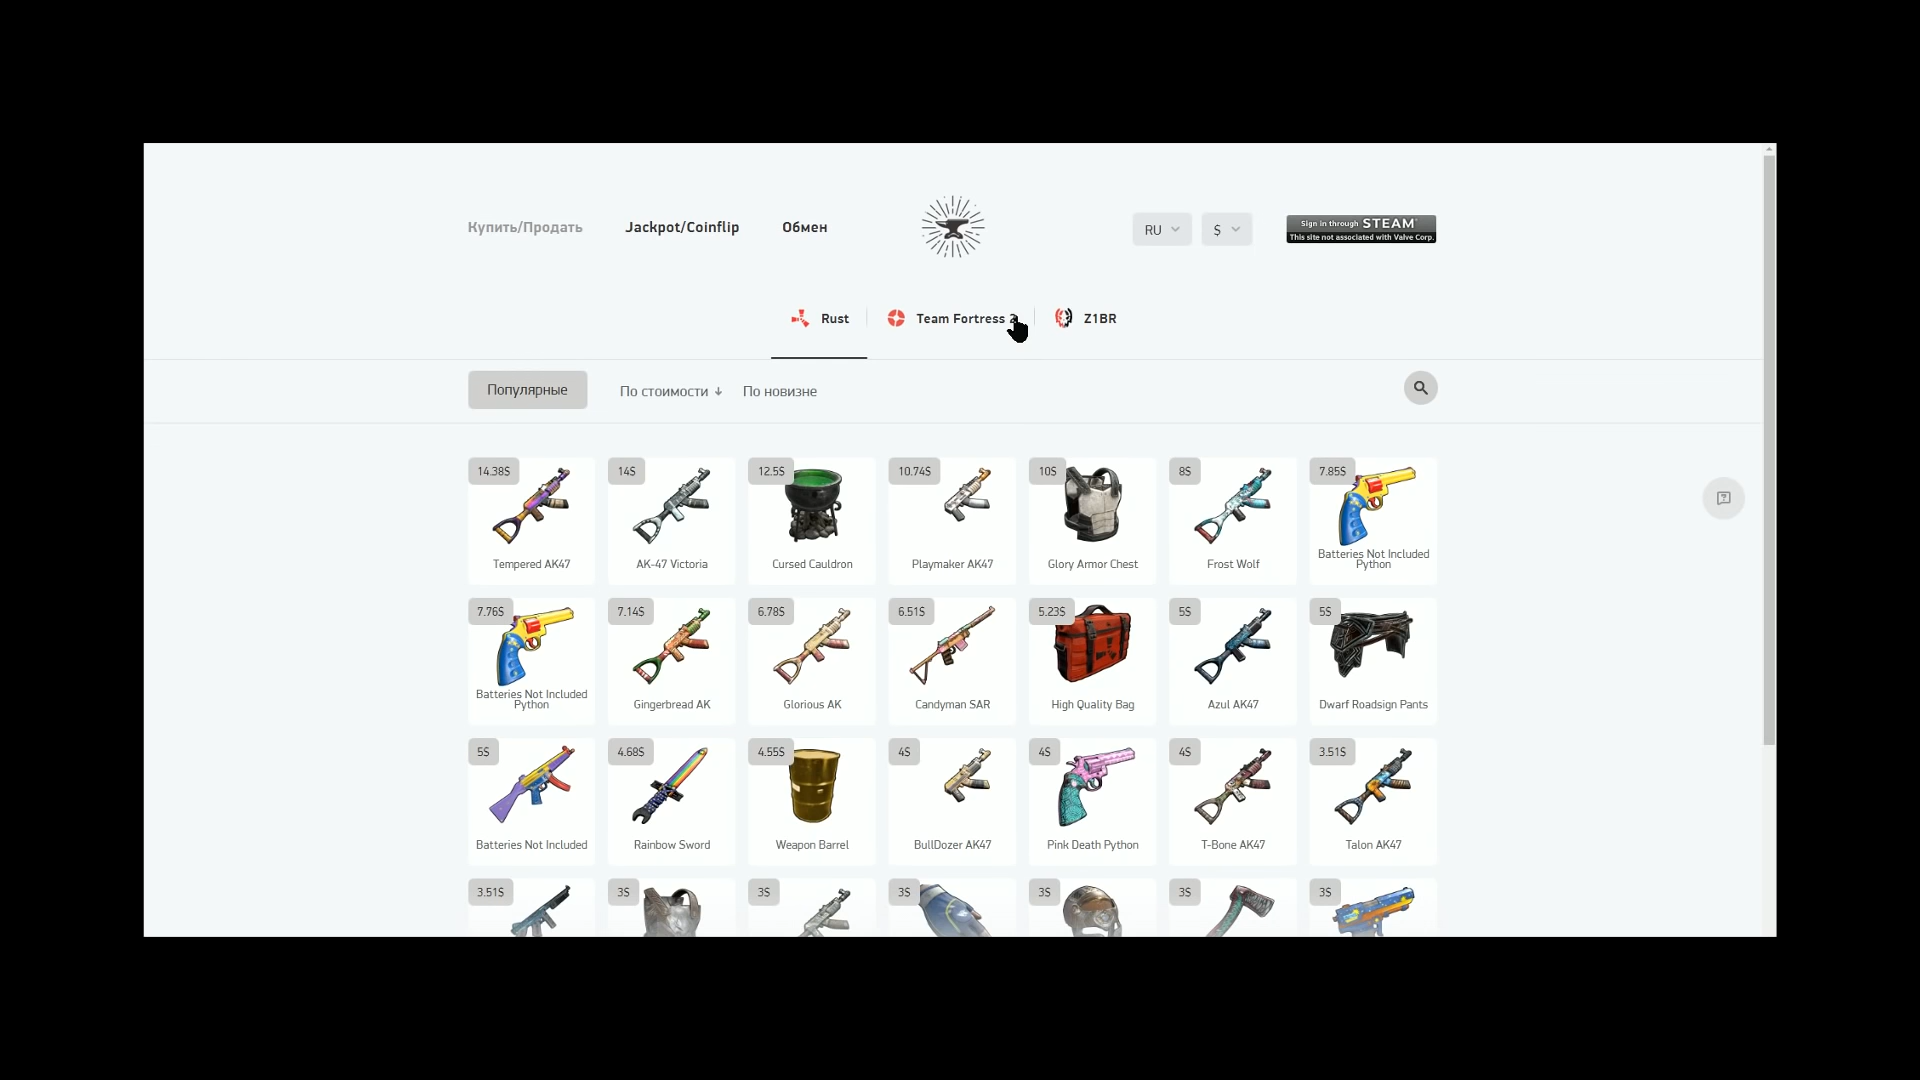 Купить/Продать Jackpot/Coinflip Обмен RU $ Sign in through STEAM
This site not associated with Valve Corp.
Rust Team Fortress 2 Z1BR
Популярные По стоимости ↓ По новизне
14.38$ 14$ 12.5$ 10.74$ 10$ 8$ 7.85$
Tempered AK47 AK-47 Victoria Cursed Cauldron Playmaker AK47 Glory Armor Chest Frost Wolf Batteries Not Included
Python
7.76$ 7.14$ 6.78$ 6.51$ 5.23$ 5$ 5$
Batteries Not Included
Python Gingerbread AK Glorious AK Candyman SAR High Quality Bag Azul AK47 Dwarf Roadsign Pants
5$ 4.68$ 4.55$ 4$ 4$ 4$ 3.51$
Batteries Not Included Rainbow Sword Weapon Barrel BullDozer AK47 Pink Death Python T-Bone AK47 Talon AK47
3.51$ 3$ 3$ 3$ 3$ 3$ 3$